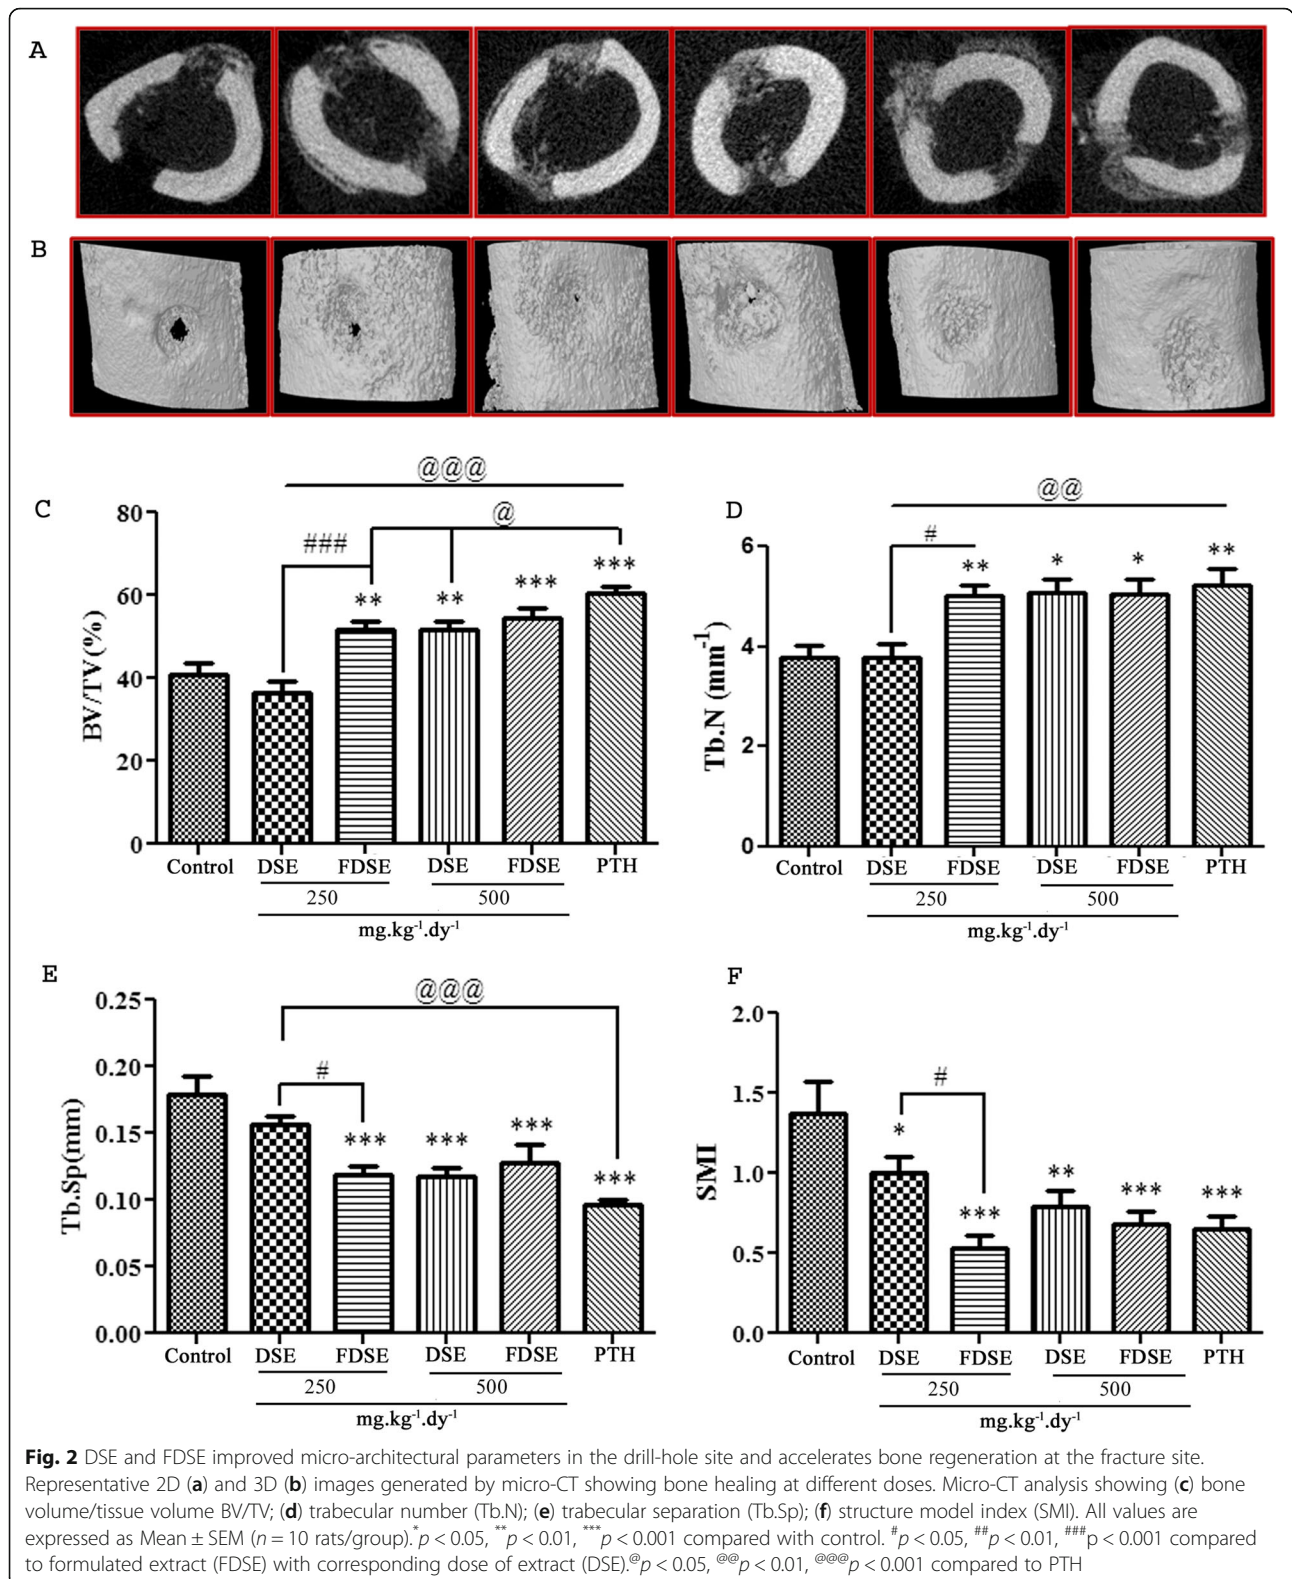 A
B
C
@@@
@
###
** ** *** ***
BV/TV(%)
80
60
40
20
0
Control DSE FDSE DSE FDSE PTH
250 500
mg.kg⁻¹.dy⁻¹
D
@@
#
** * * **
Tb.N (mm⁻¹)
6
4
2
0
Control DSE FDSE DSE FDSE PTH
250 500
mg.kg⁻¹.dy⁻¹
E
@@@
#
*** *** *** ***
Tb.Sp(mm)
0.25
0.20
0.15
0.10
0.05
0.00
Control DSE FDSE DSE FDSE PTH
250 500
mg.kg⁻¹.dy⁻¹
F
#
* *** ** *** ***
SMI
2.0
1.5
1.0
0.5
0.0
Control DSE FDSE DSE FDSE PTH
250 500
mg.kg⁻¹.dy⁻¹
Fig. 2 DSE and FDSE improved micro-architectural parameters in the drill-hole site and accelerates bone regeneration at the fracture site.
Representative 2D (a) and 3D (b) images generated by micro-CT showing bone healing at different doses. Micro-CT analysis showing (c) bone
volume/tissue volume BV/TV; (d) trabecular number (Tb.N); (e) trabecular separation (Tb.Sp); (f) structure model index (SMI). All values are
expressed as Mean ± SEM (n = 10 rats/group).*p < 0.05, **p < 0.01, ***p < 0.001 compared with control. #p < 0.05, ##p < 0.01, ###p < 0.001 compared
to formulated extract (FDSE) with corresponding dose of extract (DSE).@p < 0.05, @@p < 0.01, @@@p < 0.001 compared to PTH